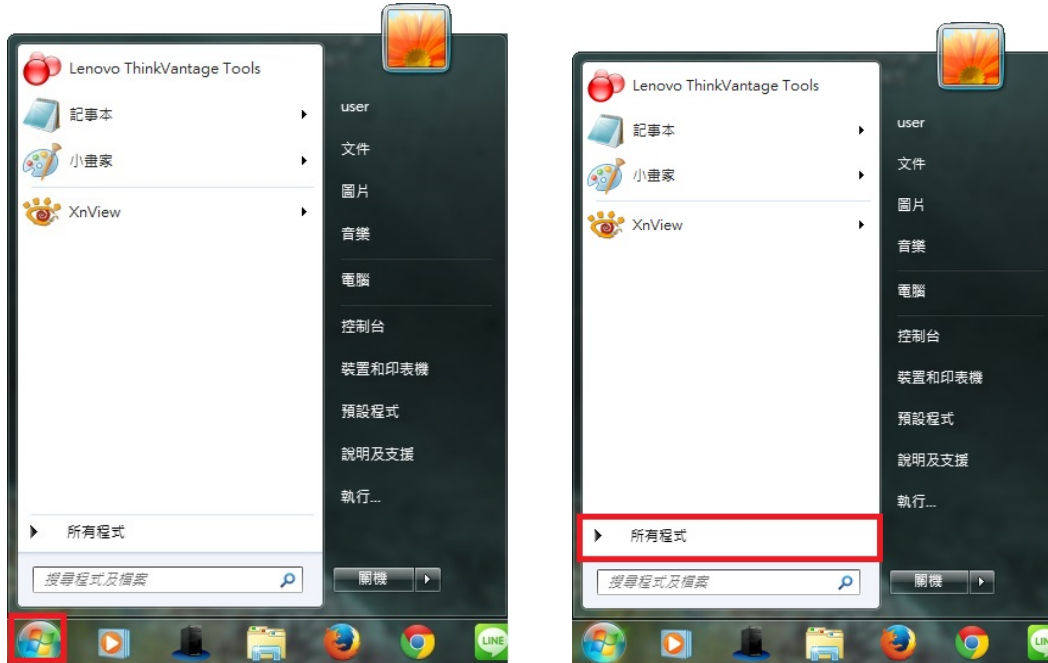 Lenovo ThinkVantage Tools
記事本
小畫家
XnView
所有程式
搜尋程式及檔案
user
文件
圖片
音樂
電腦
控制台
裝置和印表機
預設程式
說明及支援
執行...
關機
LINE
Lenovo ThinkVantage Tools
記事本
小畫家
XnView
所有程式
搜尋程式及檔案
user
文件
圖片
音樂
電腦
控制台
裝置和印表機
預設程式
說明及支援
執行...
關機
LIN